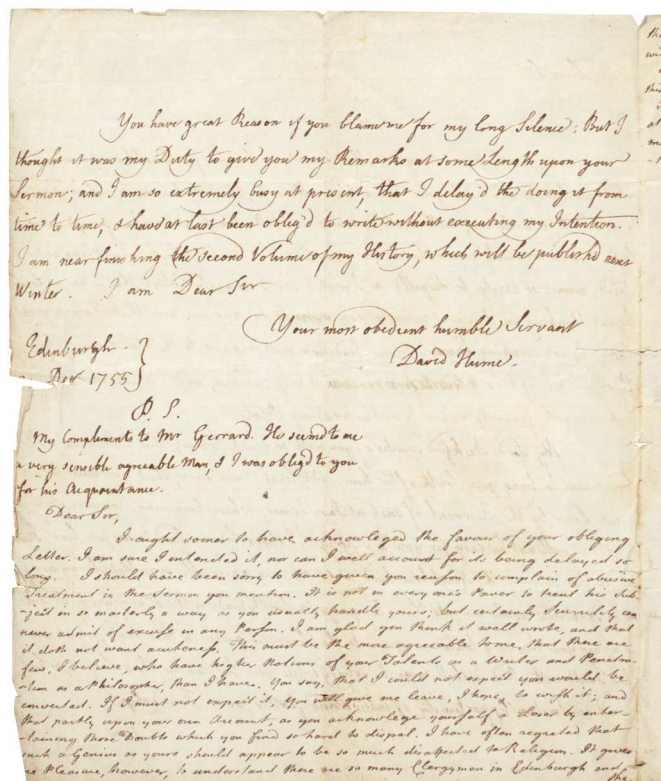 You have great Reason if you blame me for my long Silence: But I
thought it was my Duty to give you my Remarks at some Length upon your
Sermon; and I am so extremely busy at present, that I delay'd the doing it from
time to time, & have at last been oblig'd to write without executing my Intention.
I am near finishing the second Volume of my History, which will be publish'd next
Winter. I am Dear Sir
Your most obedient humble Servant
David Hume.
Edinburgh.
1755
P. S.
My Compliments to Mr Gerrard. He seemed to me
a very sensible agreeable Man, & I was oblig'd to you
for his Acquaintance.
Dear Sir,
I ought sooner to have acknowleged the favour of your obliging
Letter. I am sure I intended it, nor can I well account for its being delayed so
long. I should have been sorry to have given you reason to complain of abusive
Treatment in the Sermon you mention. It is not in every one's Power to treat his Sub-
-ject in so masterly a way as you usually handle yours; but certainly Scurrility can
never admit of excuse in any Person. I am glad you think it wall wrote, and that
it doth not want acuteness. This must be the more agreeable to me, that there are
few, I believe, who have higher Notions of your Talents as a Writer and Penetra-
-tion as a Philosopher, than I have. You say, that I could not expect you would be
converted. If I must not expect it, you will give me leave, I hope, to wish it; and
that partly upon your own Account, as you acknowlege yourself a Loser by enter-
-taining those Doubts which you find so hard to dispel. I have often regreted that
such a Genius as yours should appear to be so much disaffected to Religion. It gives
me Pleasure, however, to understand there are so many Clergymen in Edinburgh and
the